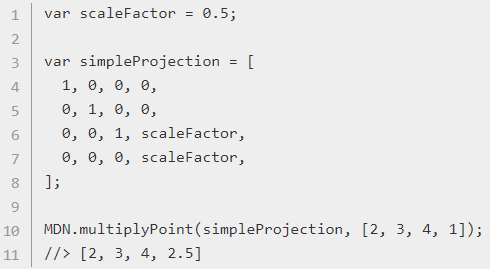 1 var scaleFactor = 0.5;
2
3 var simpleProjection = [
4   1, 0, 0, 0,
5   0, 1, 0, 0,
6   0, 0, 1, scaleFactor,
7   0, 0, 0, scaleFactor,
8 ];
9
10 MDN.multiplyPoint(simpleProjection, [2, 3, 4, 1]);
11 //> [2, 3, 4, 2.5]